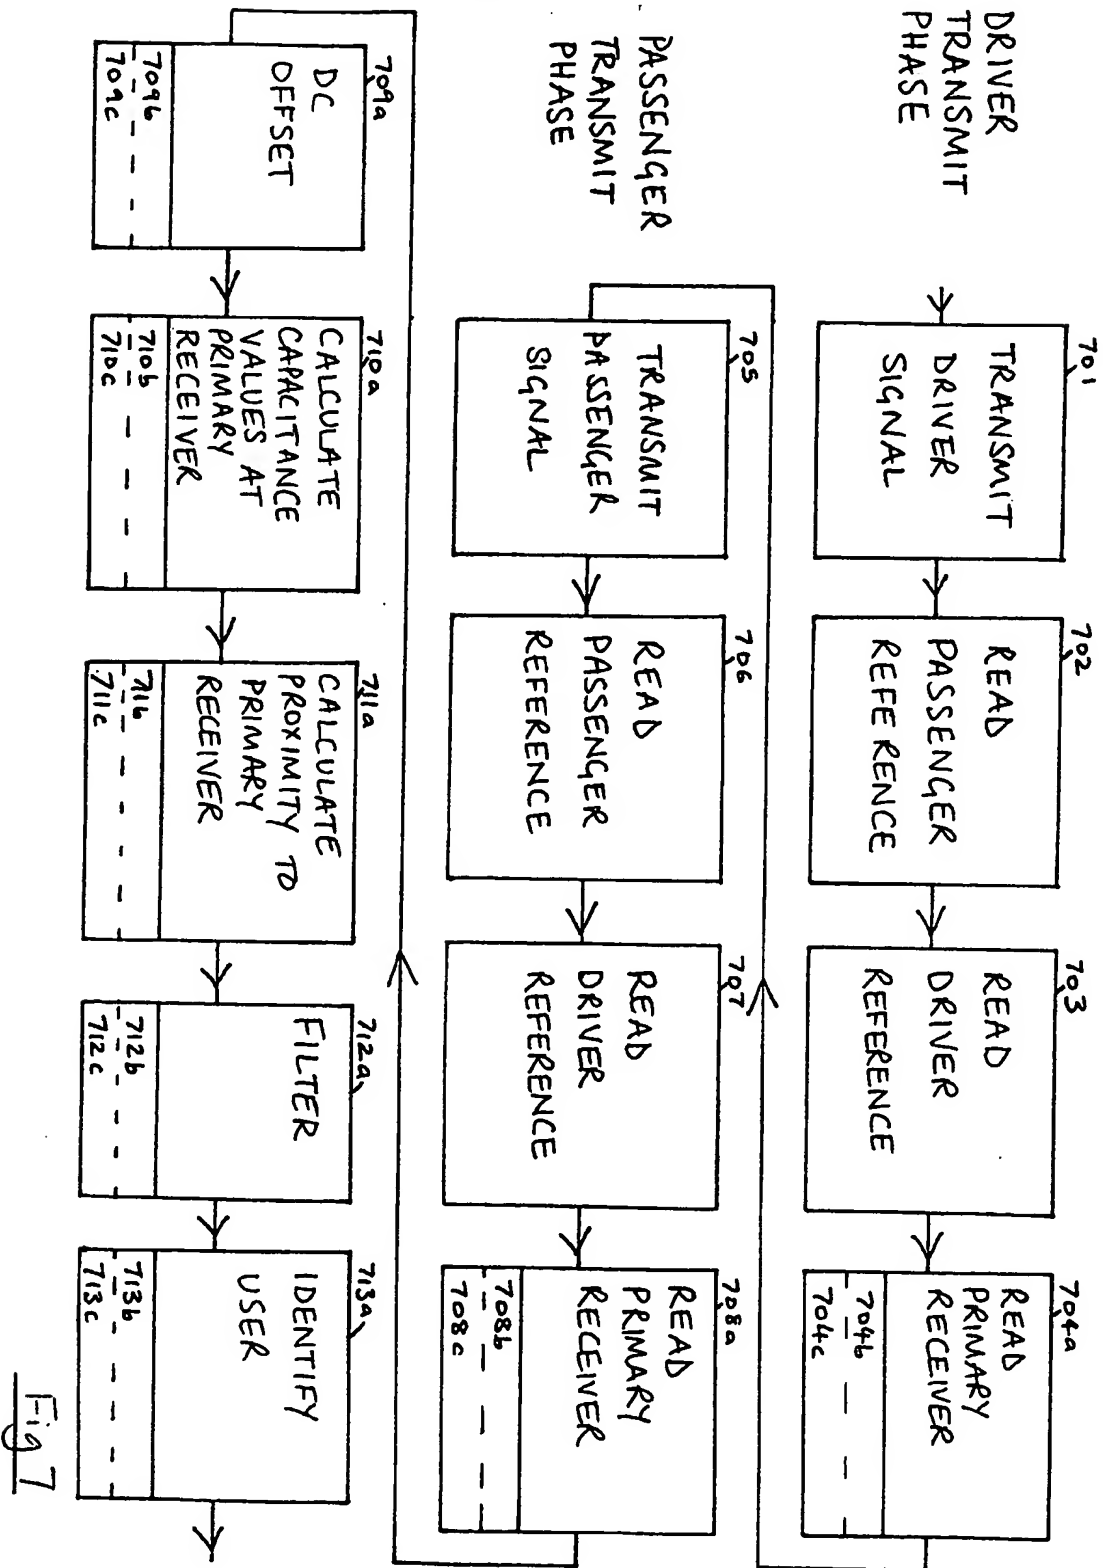 DRIVER
TRANSMIT
PHASE
701
TRANSMIT
DRIVER
SIGNAL
702
READ
PASSENGER
REFERENCE
703
READ
DRIVER
REFERENCE
704a
READ
PRIMARY
RECEIVER
704b
704c
PASSENGER
TRANSMIT
PHASE
705
TRANSMIT
PASSENGER
SIGNAL
706
READ
PASSENGER
REFERENCE
707
READ
DRIVER
REFERENCE
708a
READ
PRIMARY
RECEIVER
708b
708c
709a
DC
OFFSET
709b
709c
710a
CALCULATE
CAPACITANCE
VALUES AT
PRIMARY
RECEIVER
710b
710c
711a
CALCULATE
PROXIMITY TO
PRIMARY
RECEIVER
711b
711c
712a
FILTER
712b
712c
713a
IDENTIFY
USER
713b
713c
Fig 7